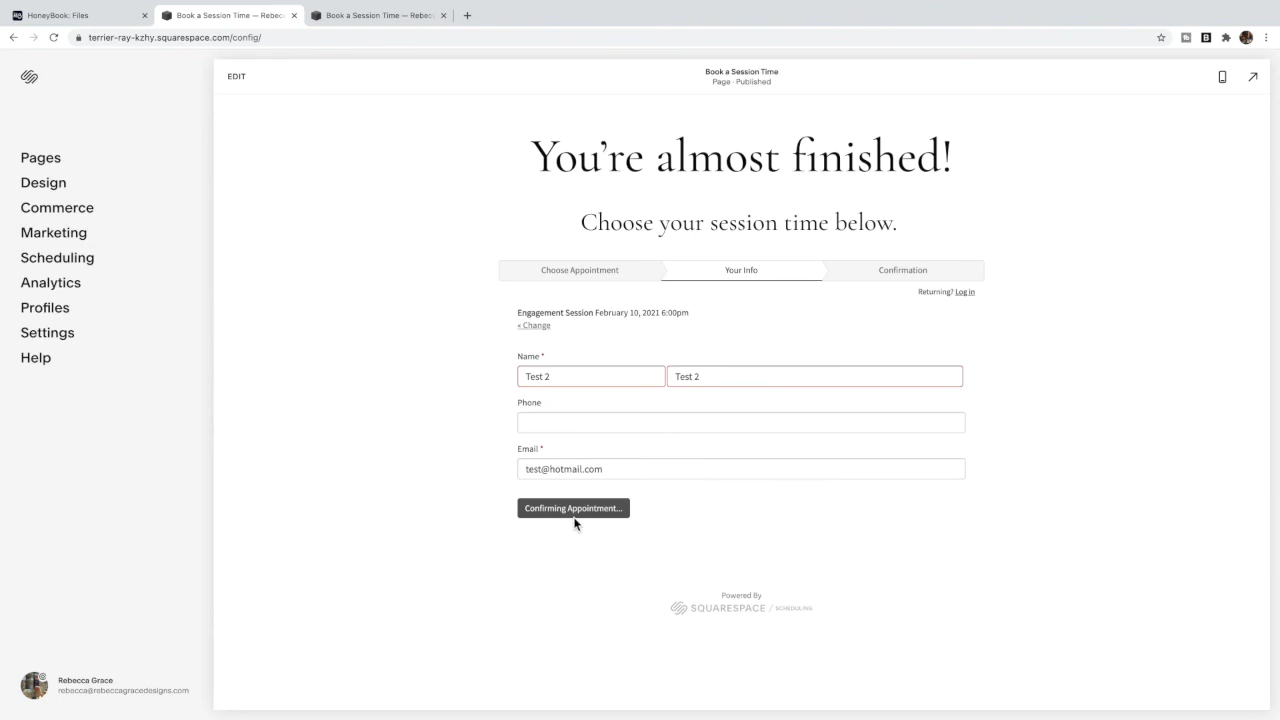 HoneyBook: Files
Book a Session Time — Rebec
Book a Session Time — Rebec
terrier-ray-kzhy.squarespace.com/config/
EDIT
Book a Session Time
Page · Published
Pages
Design
Commerce
Marketing
Scheduling
Analytics
Profiles
Settings
Help
You're almost finished!
Choose your session time below.
Choose Appointment
Your Info
Confirmation
Returning? Log in
Engagement Session February 10, 2021 6:00pm
« Change
Name *
Test 2
Test 2
Phone
Email *
test@hotmail.com
Confirming Appointment...
Powered By
SQUARESPACE / SCHEDULING
Rebecca Grace
rebecca@rebeccagracedesigns.com